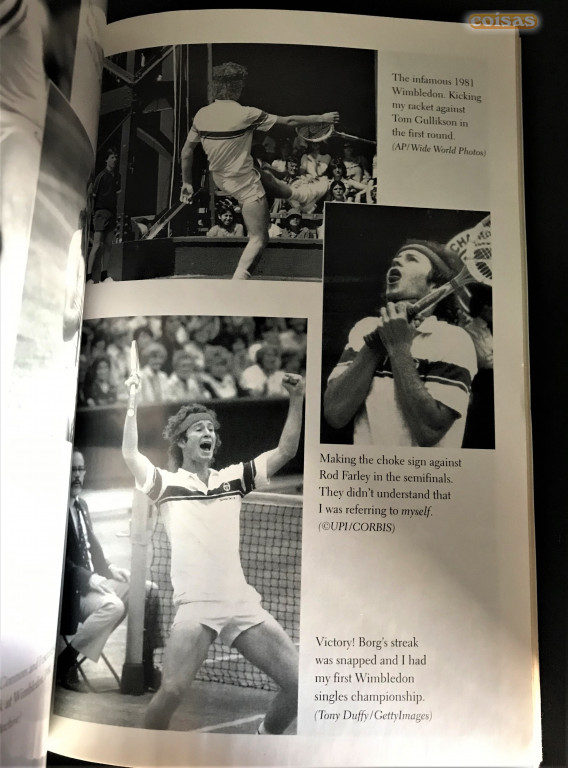 coisas
The infamous 1981
Wimbledon. Kicking
my racket against
Tom Gullikson in
the first round.
(AP/Wide World Photos)
CHAMPION
Making the choke sign against
Rod Farley in the semifinals.
They didn't understand that
I was referring to myself.
(©UPI/CORBIS)
Victory! Borg's streak
was snapped and I had
my first Wimbledon
singles championship.
(Tony Duffy/GettyImages)